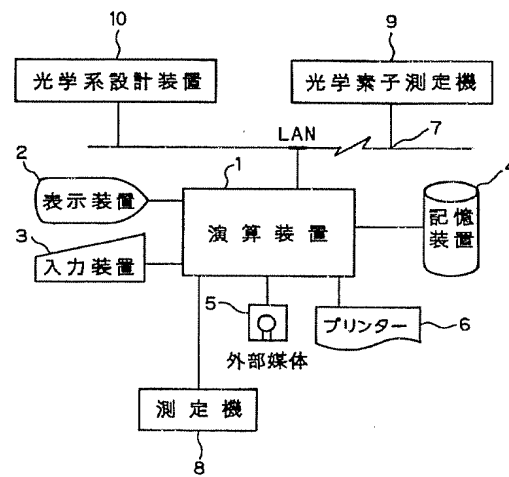 10
9
光学系設計装置
光学素子測定機
LAN
7
2
1
4
表示装置
演算装置
記憶
装置
3
入力装置
5
プリンター
6
外部媒体
測定機
8